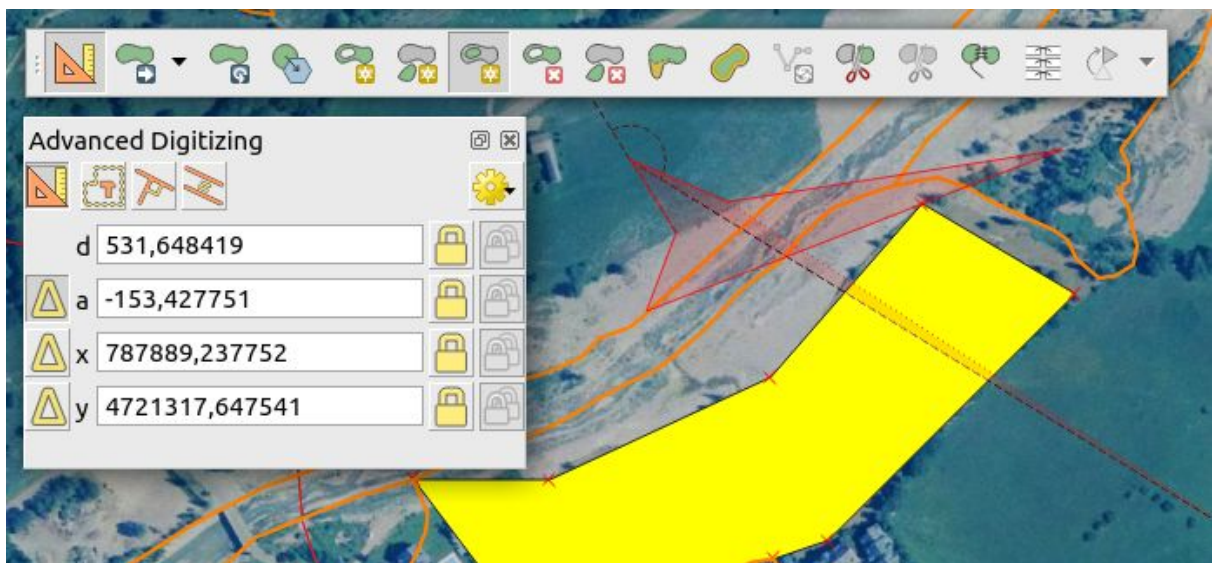 Advanced Digitizing
d 531,648419
a -153,427751
x 787889,237752
y 4721317,647541